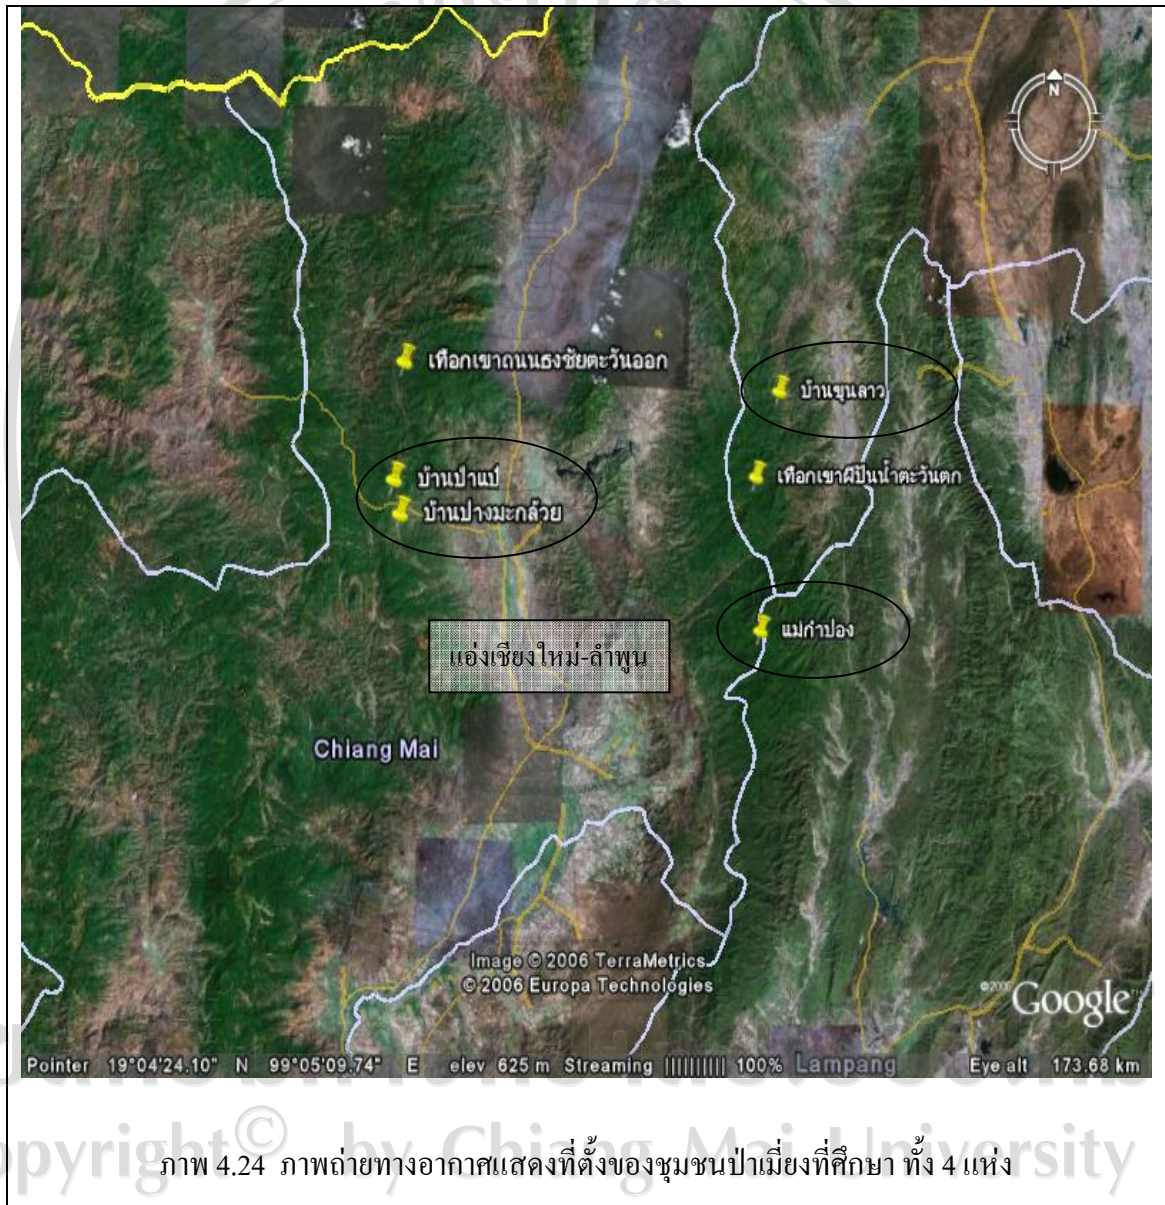 N
เทือกเขาถนนธงชัยตะวันออก
บ้านขุนลาว
บ้านป่าแป๋
เทือกเขาผีปันน้ำตะวันตก
บ้านปางมะกล้วย
แม่กำปอง
แอ่งเชียงใหม่-ลำพูน
Chiang Mai
Image © 2006 TerraMetrics
© 2006 Europa Technologies
©2006 Google™
Pointer 19°04'24.10" N 99°05'09.74" E elev 625 m Streaming |||||||||| 100% Lampang Eye alt 173.68 km
Copyright© by Chiang Mai University
ภาพ 4.24 ภาพถ่ายทางอากาศแสดงที่ตั้งของชุมชนป่าเมี่ยงที่ศึกษา ทั้ง 4 แห่ง